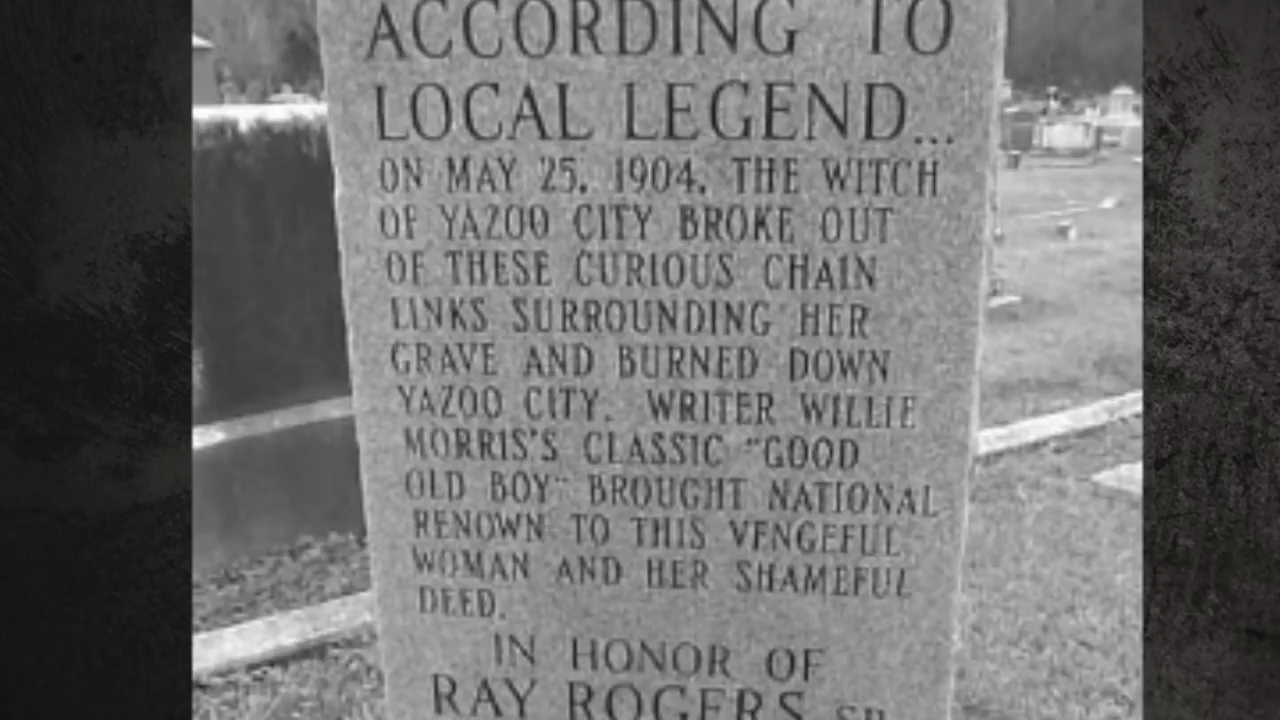 ACCORDING TO
LOCAL LEGEND...
ON MAY 25, 1904, THE WITCH
OF YAZOO CITY BROKE OUT
OF THESE CURIOUS CHAIN
LINKS SURROUNDING HER
GRAVE AND BURNED DOWN
YAZOO CITY. WRITER WILLIE
MORRIS'S CLASSIC "GOOD
OLD BOY" BROUGHT NATIONAL
RENOWN TO THIS VENGEFUL
WOMAN AND HER SHAMEFUL
DEED.
IN HONOR OF
RAY ROGERS